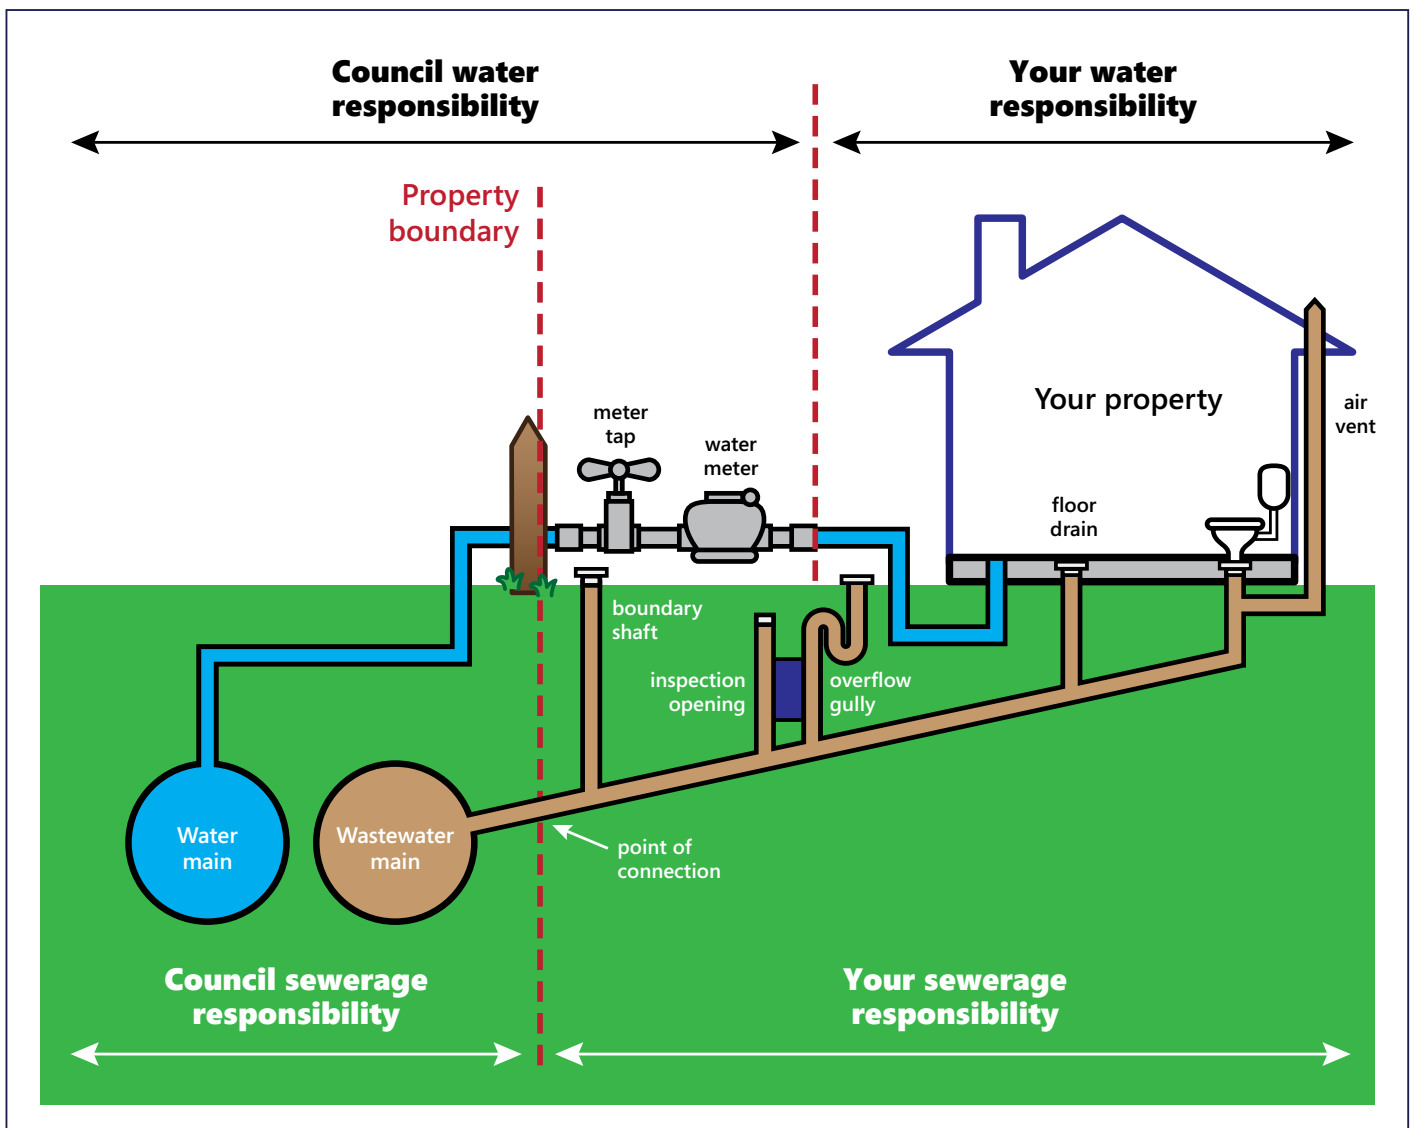 Council water
responsibility
Your water
responsibility
Property
boundary
Your property
meter
tap
water
meter
air
vent
floor
drain
boundary
shaft
inspection
opening
overflow
gully
Water
main
Wastewater
main
point of
connection
Council sewerage
responsibility
Your sewerage
responsibility